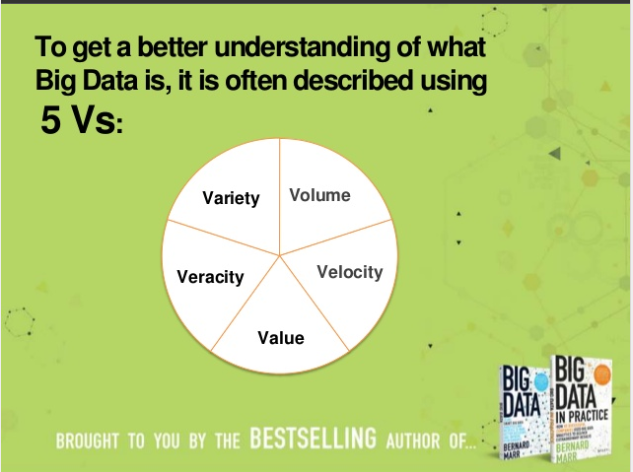 To get a better understanding of what
Big Data is, it is often described using
5 Vs:
Variety
Volume
Veracity
Velocity
Value
BROUGHT TO YOU BY THE BESTSELLING AUTHOR OF...
BIG
DATA
BERNARD
MARR
BIG
DATA
IN PRACTICE
BERNARD
MARR